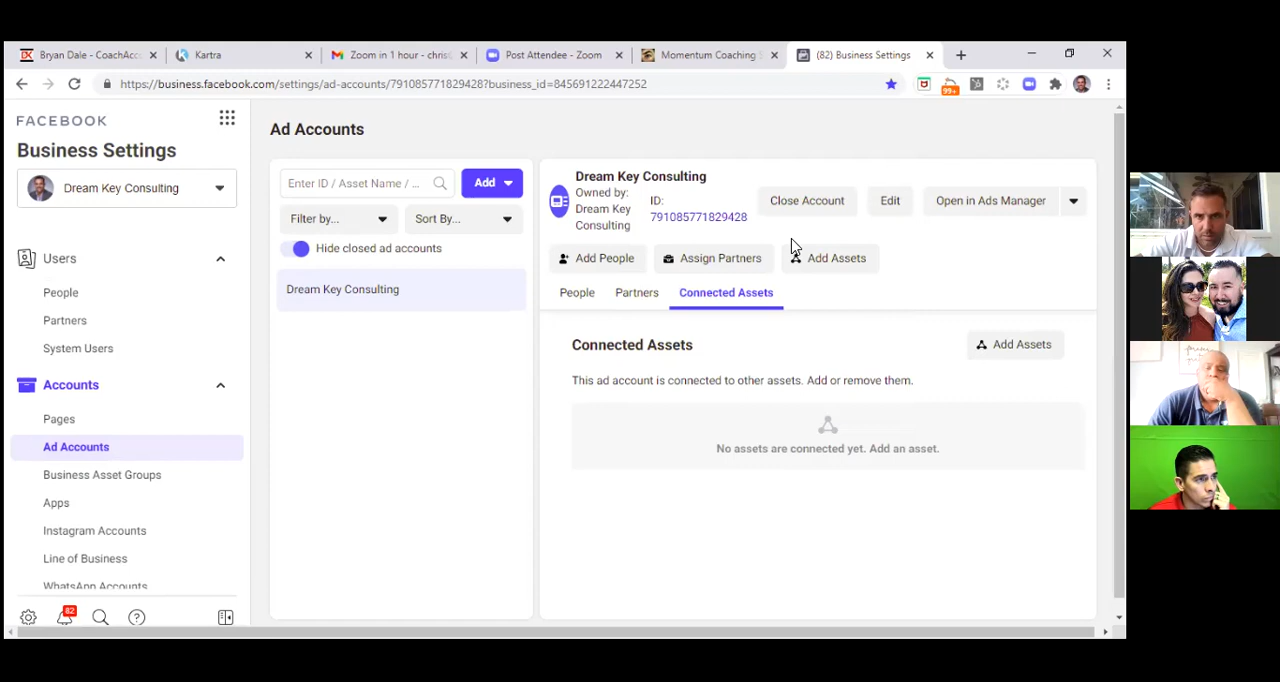 Bryan Dale - CoachAcc
Kartra
Zoom in 1 hour - chris
Post Attendee - Zoom
Momentum Coaching S
(82) Business Settings
https://business.facebook.com/settings/ad-accounts/791085771829428?business_id=845691222447252
99+
FACEBOOK
Business Settings
Dream Key Consulting
Users
People
Partners
System Users
Accounts
Pages
Ad Accounts
Business Asset Groups
Apps
Instagram Accounts
Line of Business
WhatsApp Accounts
82
Ad Accounts
Enter ID / Asset Name / ...
Add
Filter by...
Sort By...
Hide closed ad accounts
Dream Key Consulting
Dream Key Consulting
Owned by:
Dream Key
Consulting
ID:
791085771829428
Close Account
Edit
Open in Ads Manager
Add People
Assign Partners
Add Assets
People
Partners
Connected Assets
Connected Assets
Add Assets
This ad account is connected to other assets. Add or remove them.
No assets are connected yet. Add an asset.